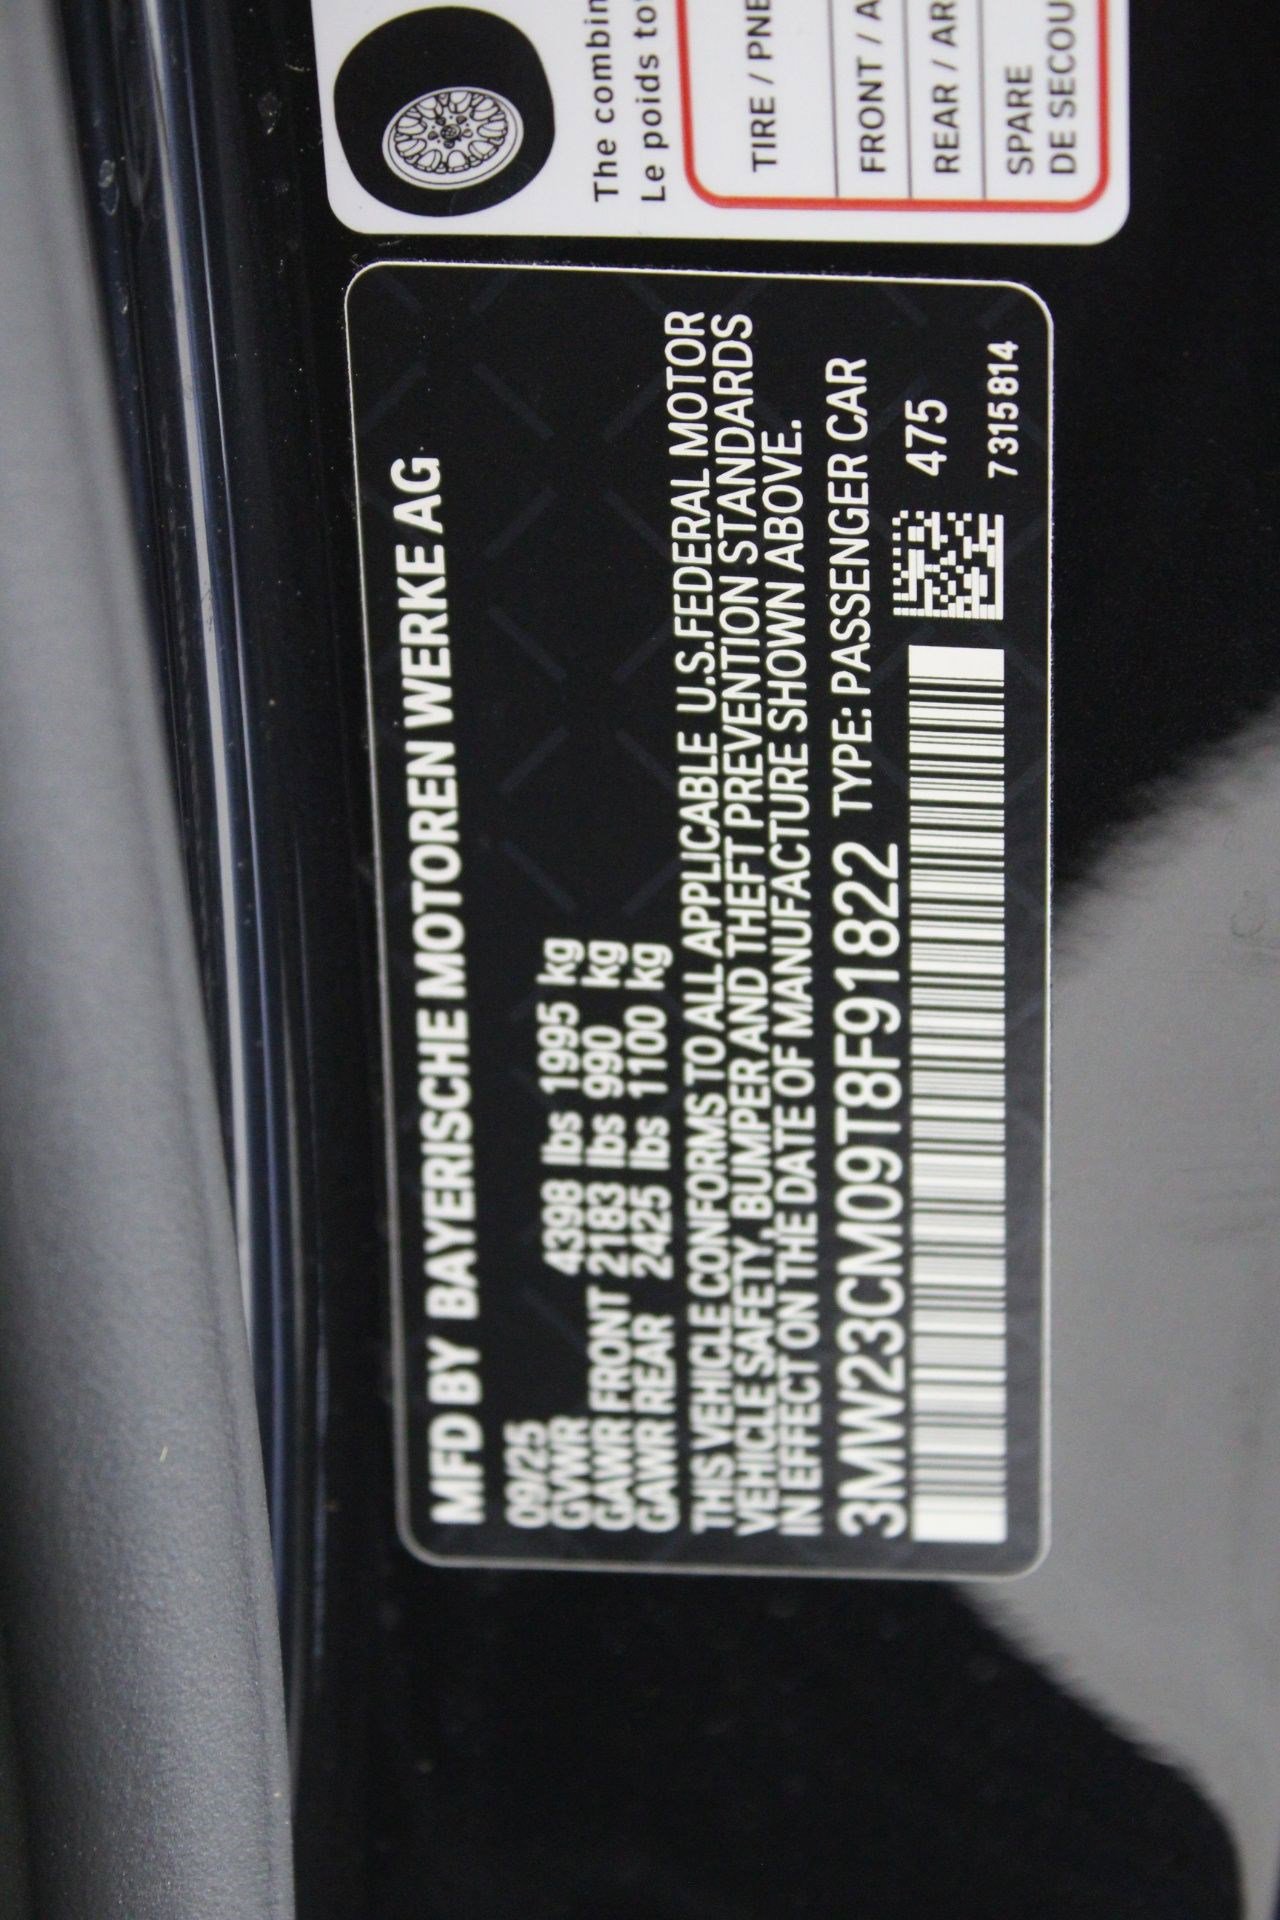 MFD BY BAYERISCHE MOTOREN WERKE AG
09/25
GVWR 4398 lbs 1995 kg
GAWR FRONT 2183 lbs 990 kg
GAWR REAR 2425 lbs 1100 kg
THIS VEHICLE CONFORMS TO ALL APPLICABLE U.S.FEDERAL MOTOR
VEHICLE SAFETY, BUMPER AND THEFT PREVENTION STANDARDS
IN EFFECT ON THE DATE OF MANUFACTURE SHOWN ABOVE.
3MW23CM09T8F91822 TYPE: PASSENGER CAR
475
7315814
The combin
Le poids to
TIRE / PNE
FRONT / A
REAR / AR
SPARE
DE SECOU